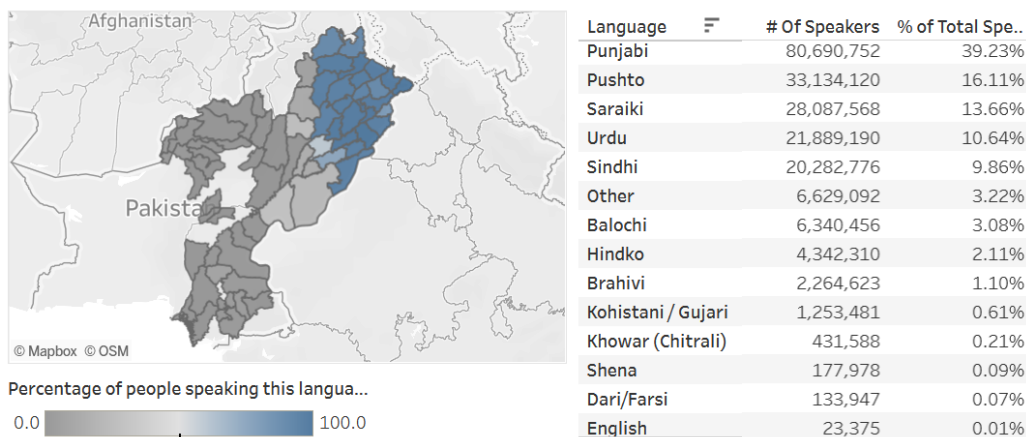 Afghanistan
Pakista
© Mapbox © OSM
Percentage of people speaking this langua...
0.0 100.0
Language # Of Speakers % of Total Spe..
Punjabi 80,690,752 39.23%
Pushto 33,134,120 16.11%
Saraiki 28,087,568 13.66%
Urdu 21,889,190 10.64%
Sindhi 20,282,776 9.86%
Other 6,629,092 3.22%
Balochi 6,340,456 3.08%
Hindko 4,342,310 2.11%
Brahivi 2,264,623 1.10%
Kohistani / Gujari 1,253,481 0.61%
Khowar (Chitrali) 431,588 0.21%
Shena 177,978 0.09%
Dari/Farsi 133,947 0.07%
English 23,375 0.01%